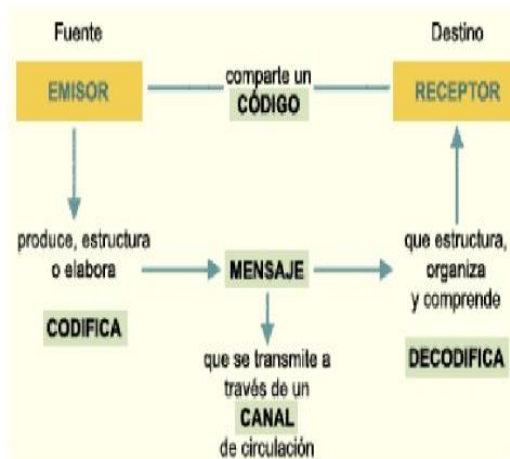 Fuente
Destino
EMISOR
comparte un
CÓDIGO
RECEPTOR
produce, estructura
o elabora
CODIFICA
MENSAJE
que se transmite a
través de un
CANAL
de circulación
que estructura,
organiza
y comprende
DECODIFICA